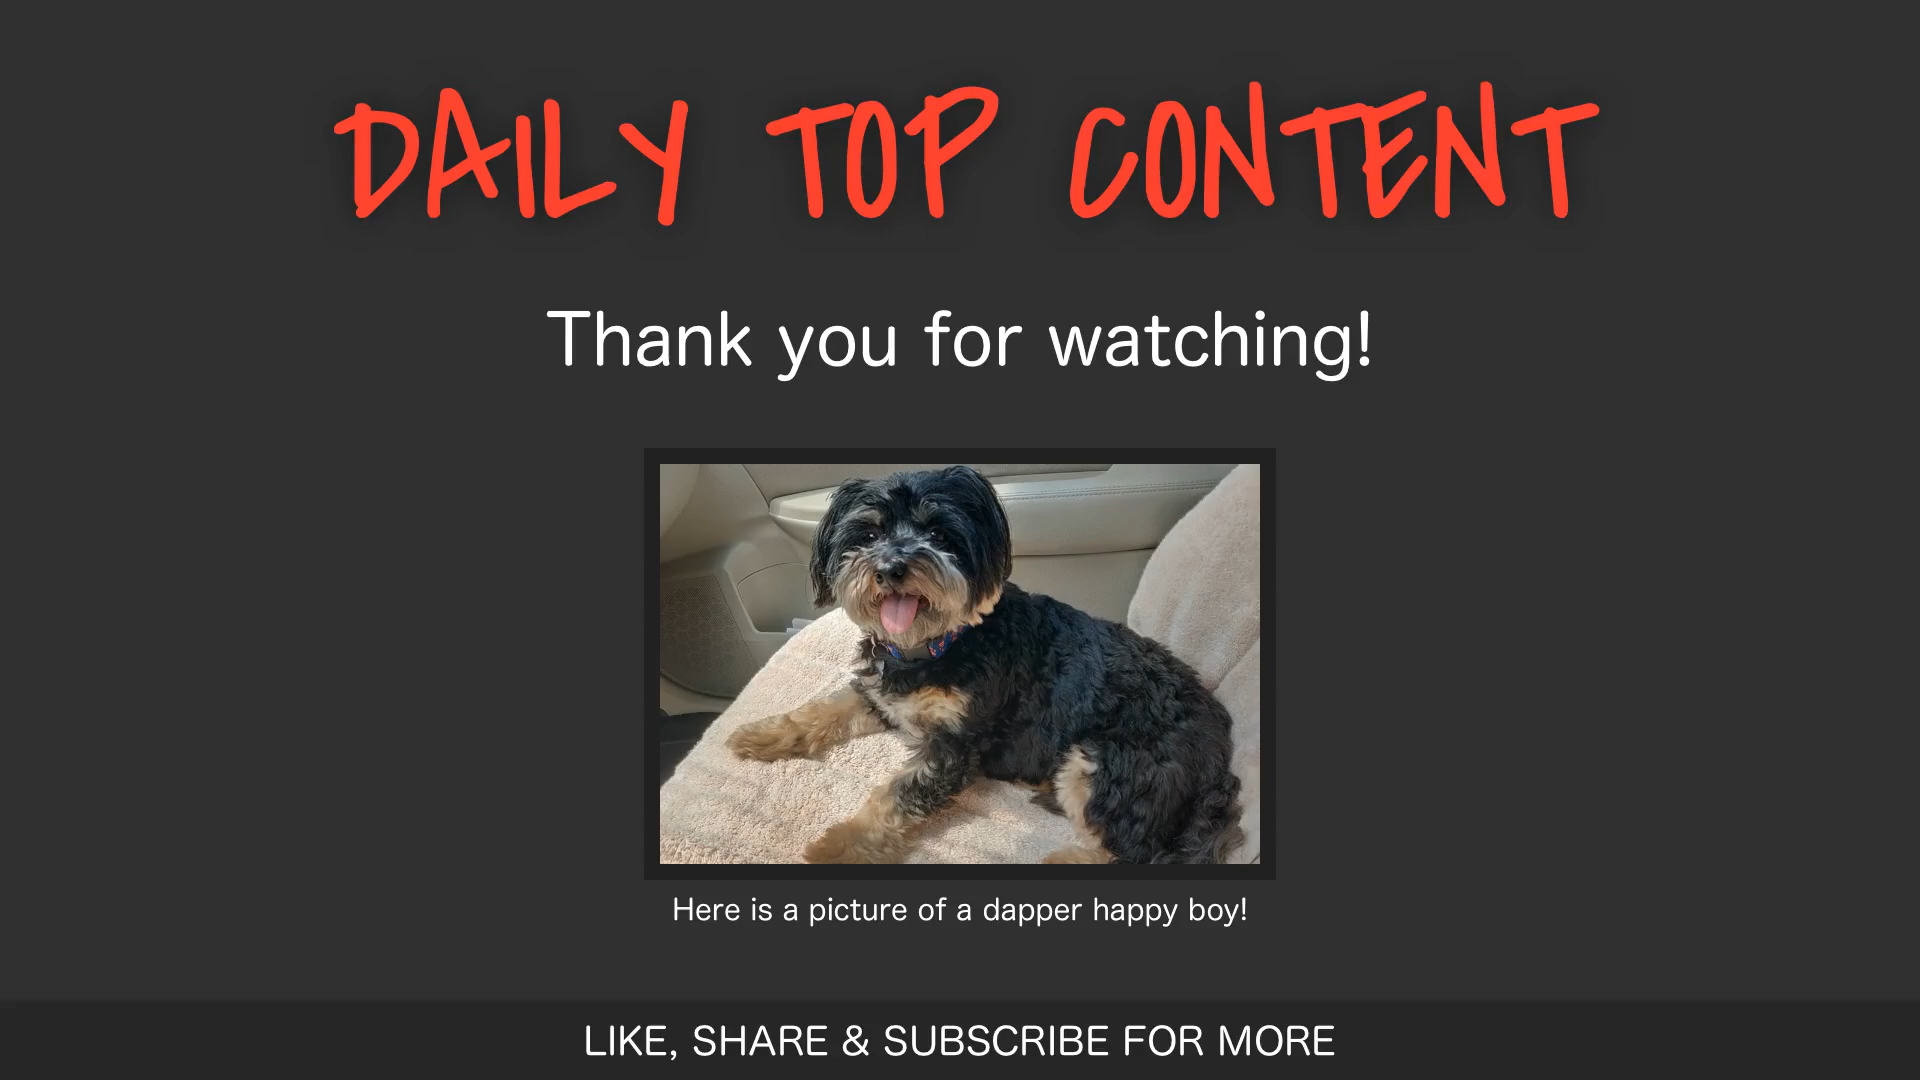 DAILY TOP CONTENT
Thank you for watching!
Here is a picture of a dapper happy boy!
LIKE, SHARE & SUBSCRIBE FOR MORE